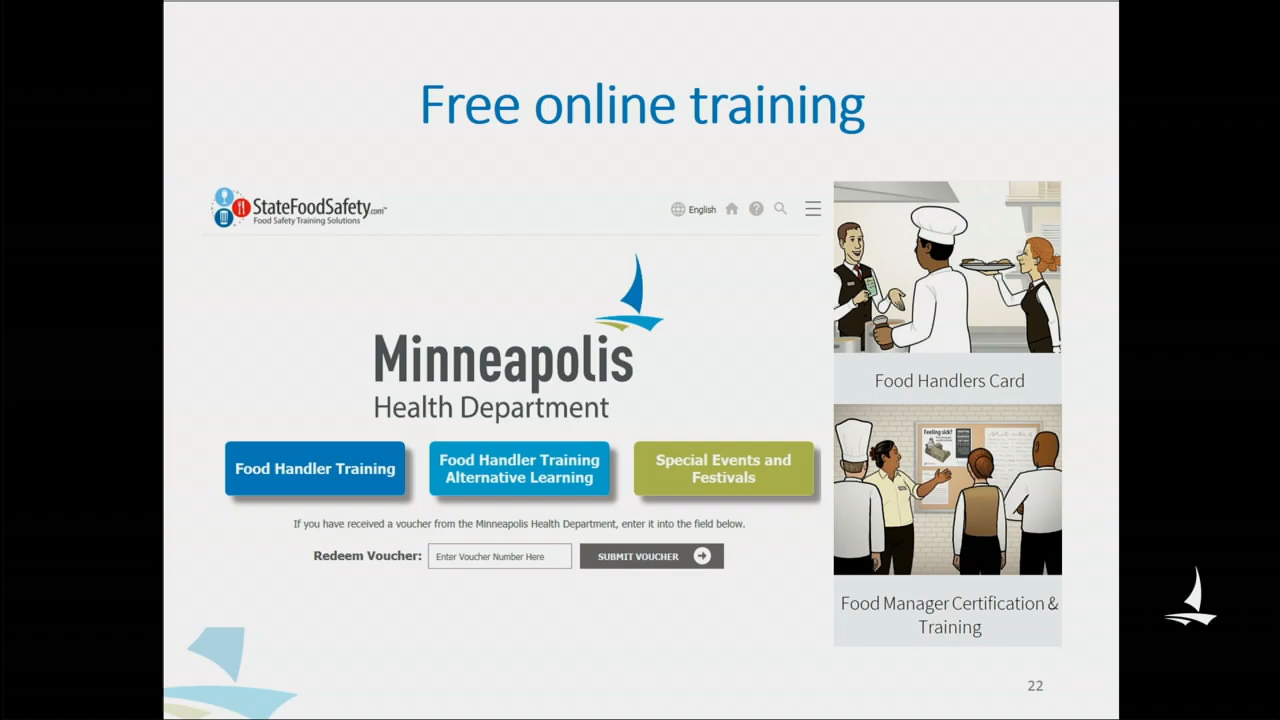 Free online training
StateFoodSafety.com™
Food Safety Training Solutions
English
Minneapolis
Health Department
Food Handler Training
Food Handler Training
Alternative Learning
Special Events and
Festivals
If you have received a voucher from the Minneapolis Health Department, enter it into the field below.
Redeem Voucher:
Enter Voucher Number Here
SUBMIT VOUCHER
Food Handlers Card
Feeling sick?
Food Manager Certification &
Training
22